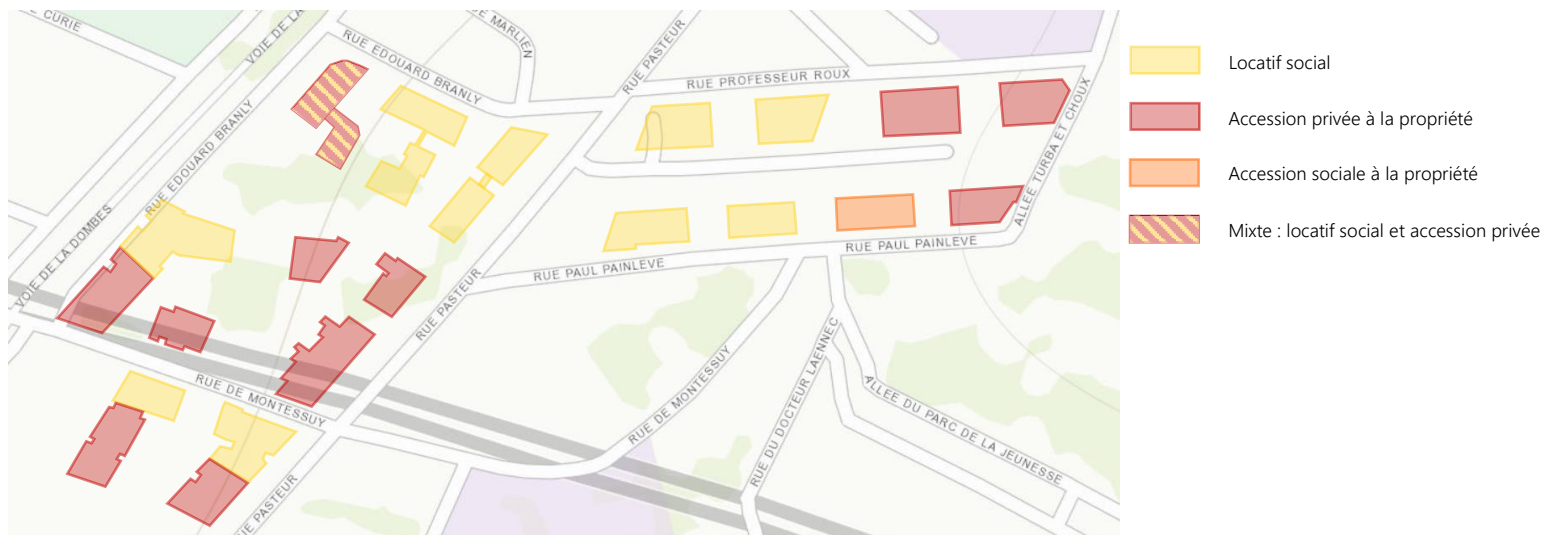 E CURIE
VOIE DE LA
RUE EDOUARD BRANLY
DE MARLIEN
RUE PASTEUR
RUE PROFESSEUR ROUX
RUE EDOUARD BRANLY
VOIE DE LA DOMBES
ALLEE TURBA ET CHOUX
RUE PAUL PAINLEVE
RUE PAUL PAINLEVE
RUE PASTEUR
RUE DE MONTESSUY
RUE DE MONTESSUY
RUE DU DOCTEUR LAENNEC
ALLEE DU PARC DE LA JEUNESSE
RUE PASTEUR
Locatif social
Accession privée à la propriété
Accession sociale à la propriété
Mixte : locatif social et accession privée